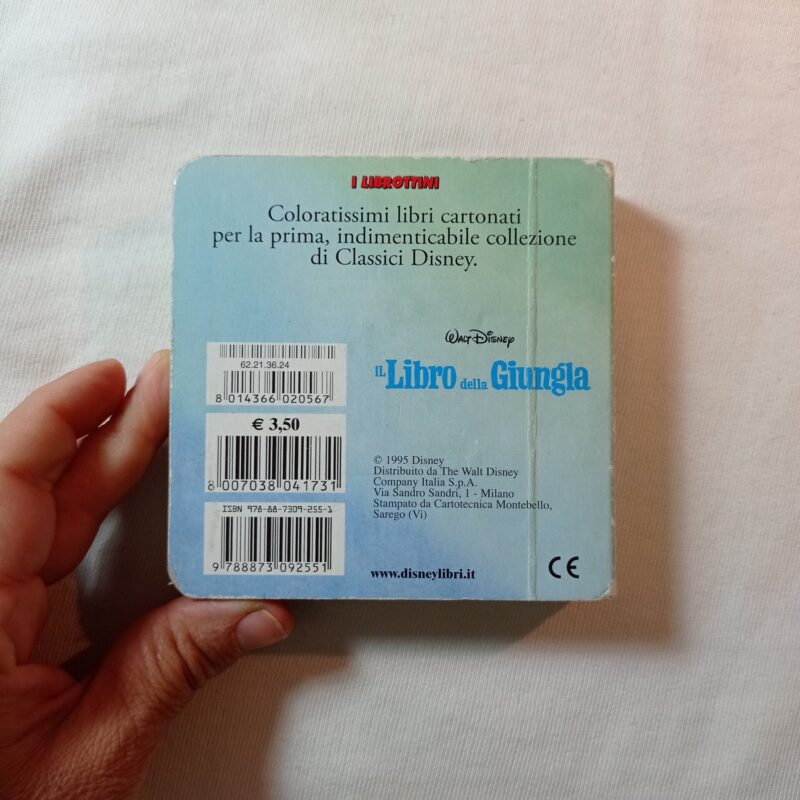 I LIBROTTINI
Coloratissimi libri cartonati
per la prima, indimenticabile collezione
di Classici Disney.
62.21.36.24
8 014366 020567
€ 3,50
8 007038 041731
ISBN 978-88-7309-255-1
9 788873 092551
WALT DISNEY
IL Libro della Giungla
© 1995 Disney
Distribuito da The Walt Disney
Company Italia S.p.A.
Via Sandro Sandri, 1 - Milano
Stampato da Cartotecnica Montebello,
Sarego (Vi)
www.disneylibri.it
CE